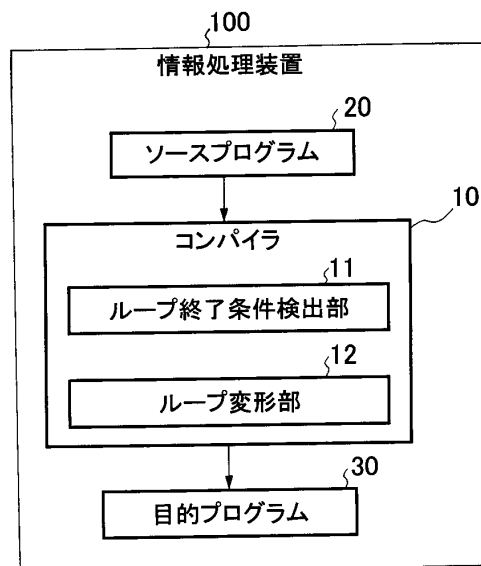 100
情報処理装置
20
ソースプログラム
10
コンパイラ
11
ループ終了条件検出部
12
ループ変形部
30
目的プログラム